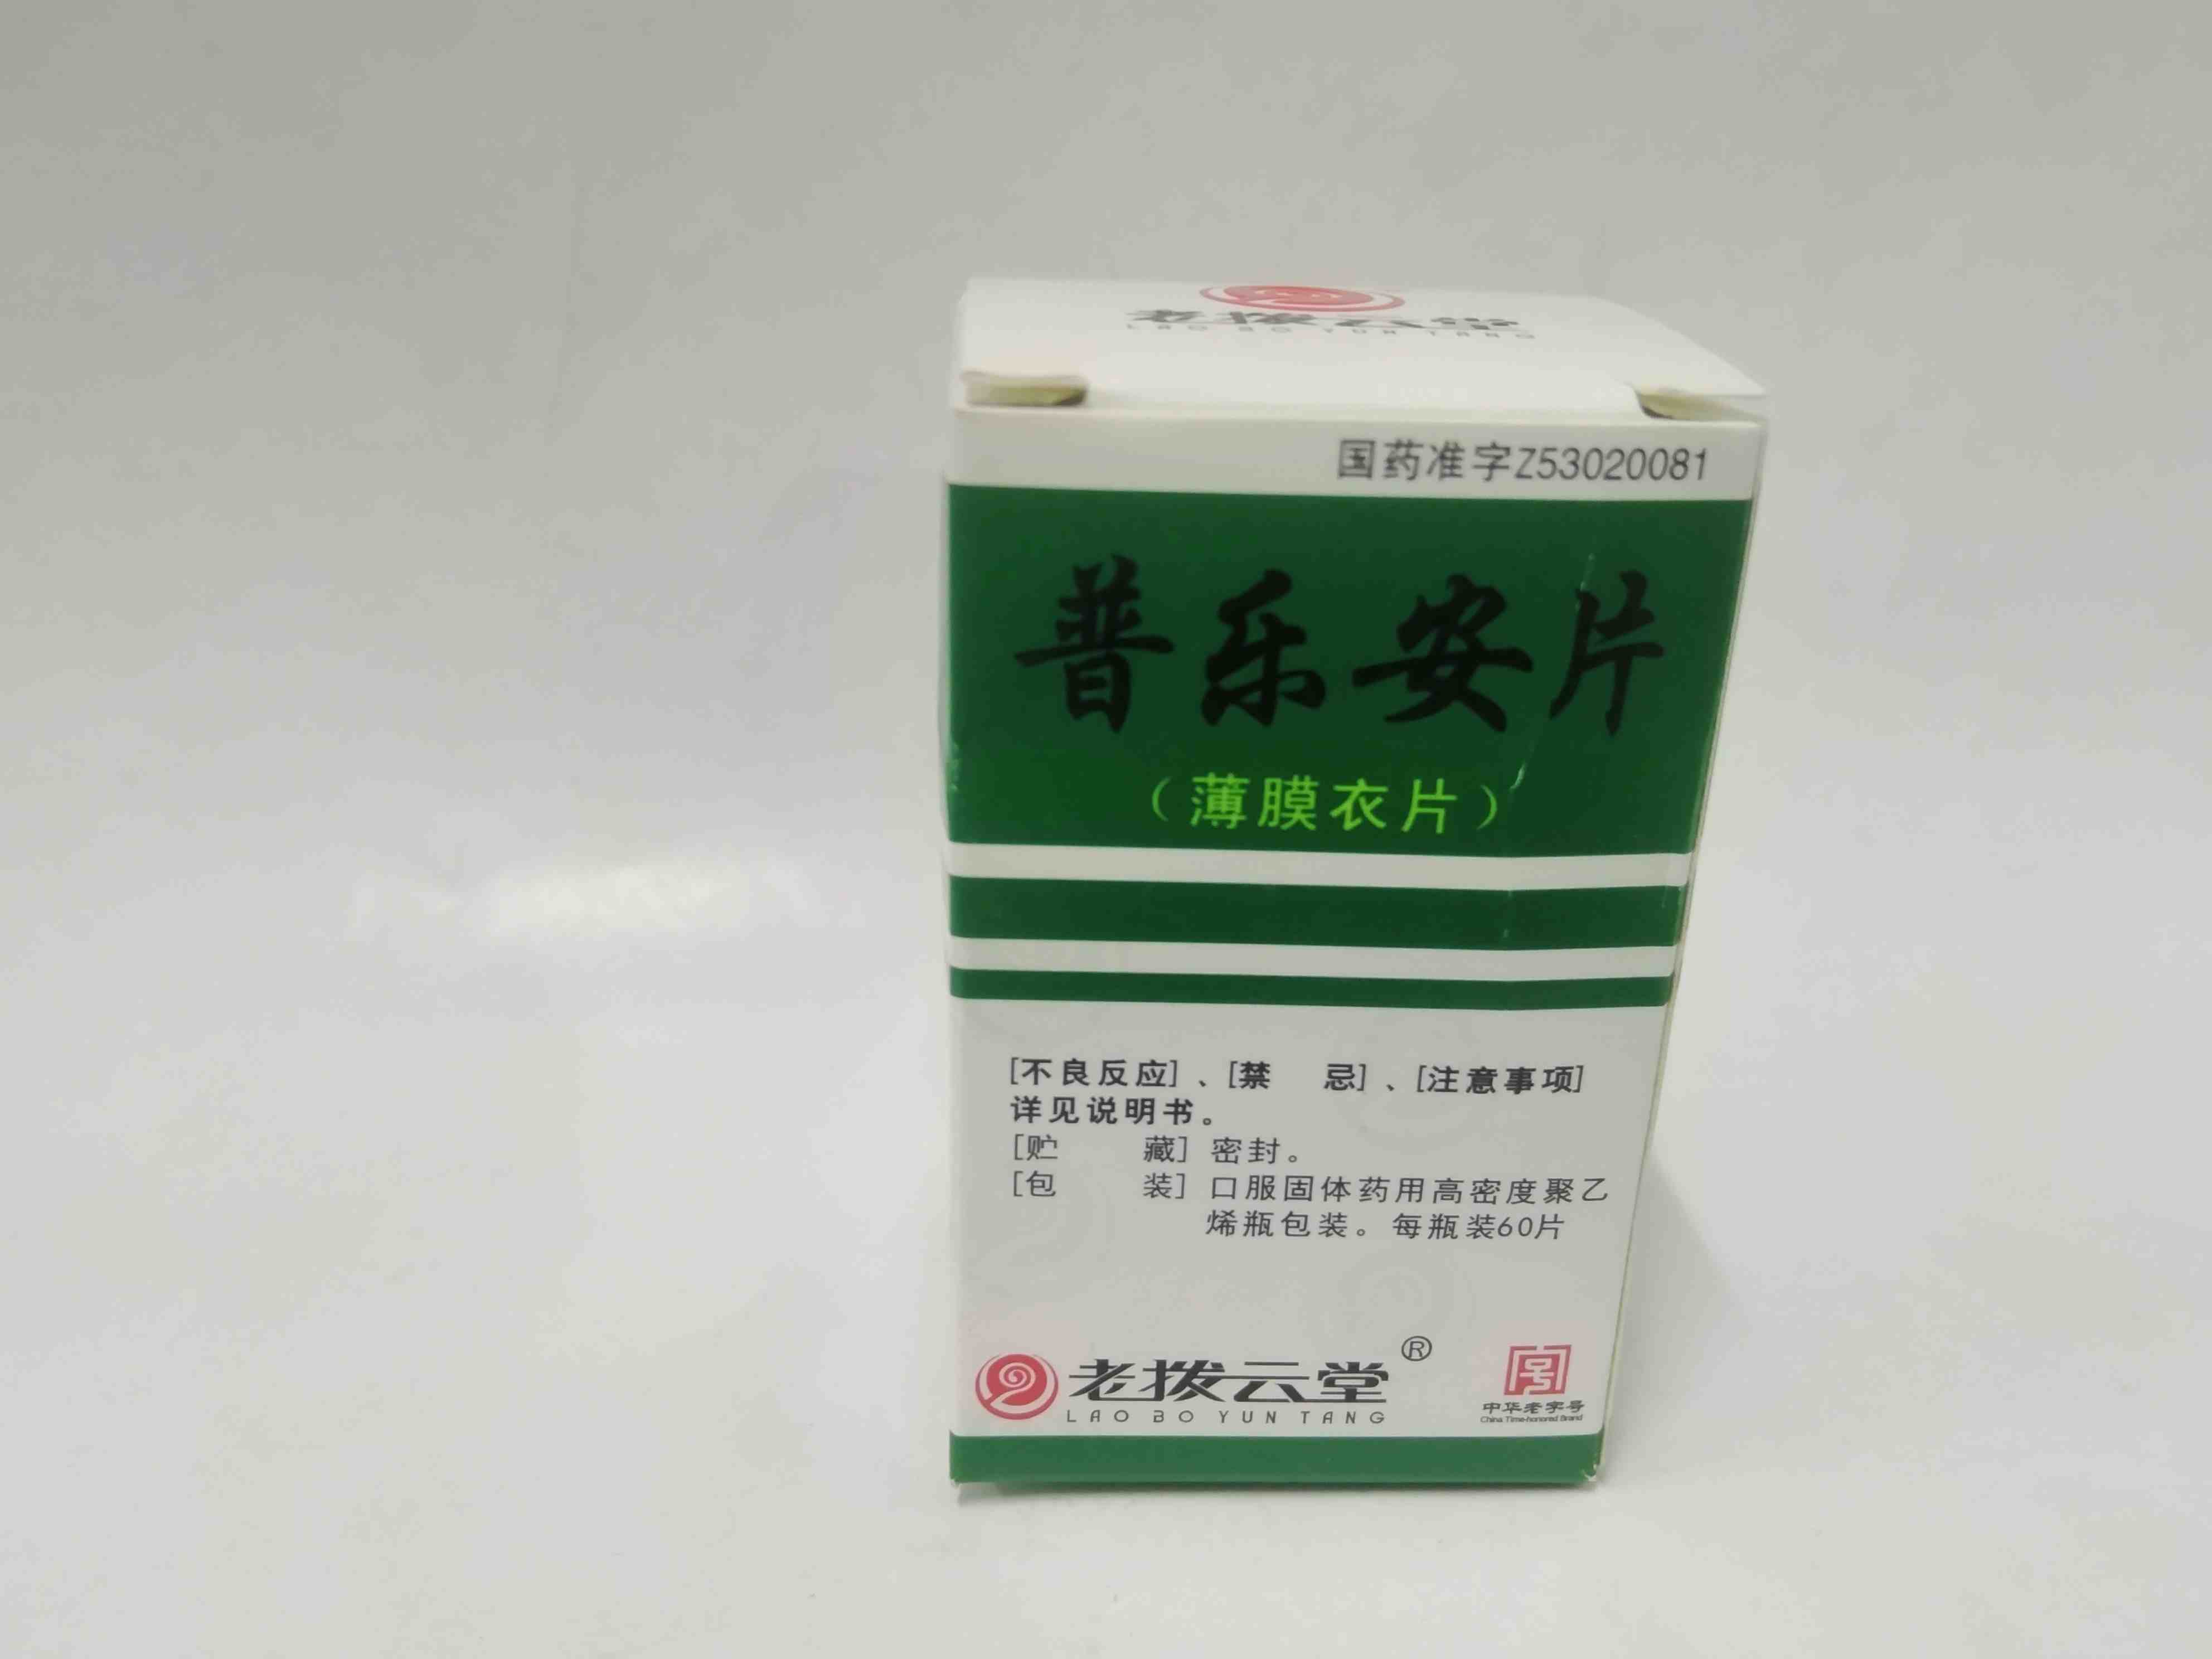 老拨云堂
LAO BO YUN TANG
国药准字Z53020081
普乐安片
（薄膜衣片）
[不良反应]、[禁 忌]、[注意事项]
详见说明书。
[贮 藏] 密封。
[包 装] 口服固体药用高密度聚乙
烯瓶包装。每瓶装60片
老拨云堂®
LAO BO YUN TANG
中华老字号
China Time-honored Brand